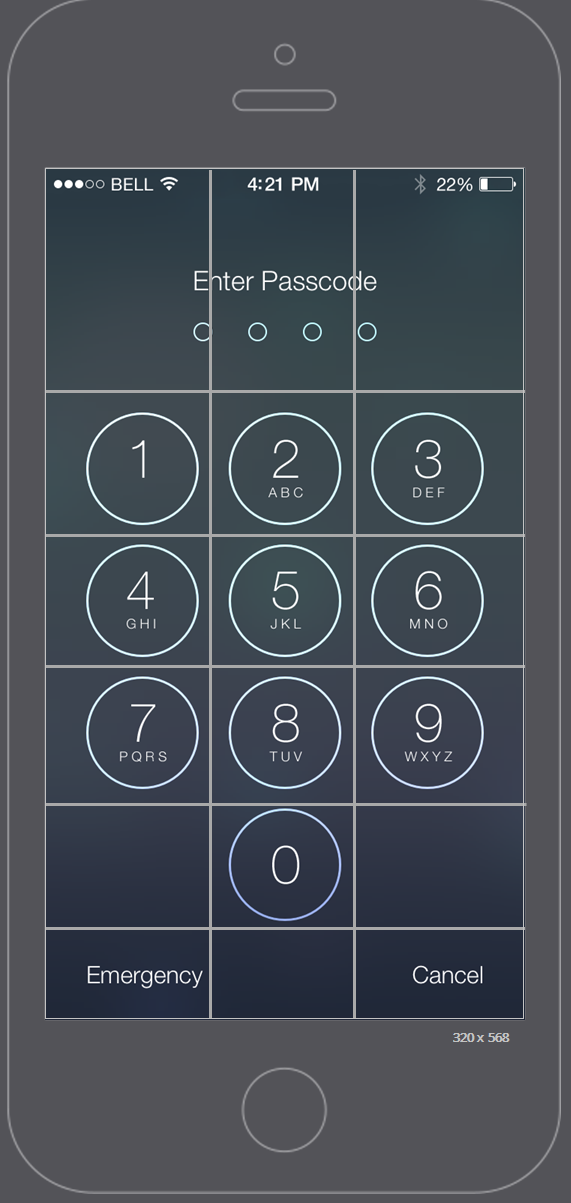 BELL 4:21 PM 22%
Enter Passcode
1 2 3
ABC DEF
4 5 6
GHI JKL MNO
7 8 9
PQRS TUV WXYZ
0
Emergency Cancel
320 x 568